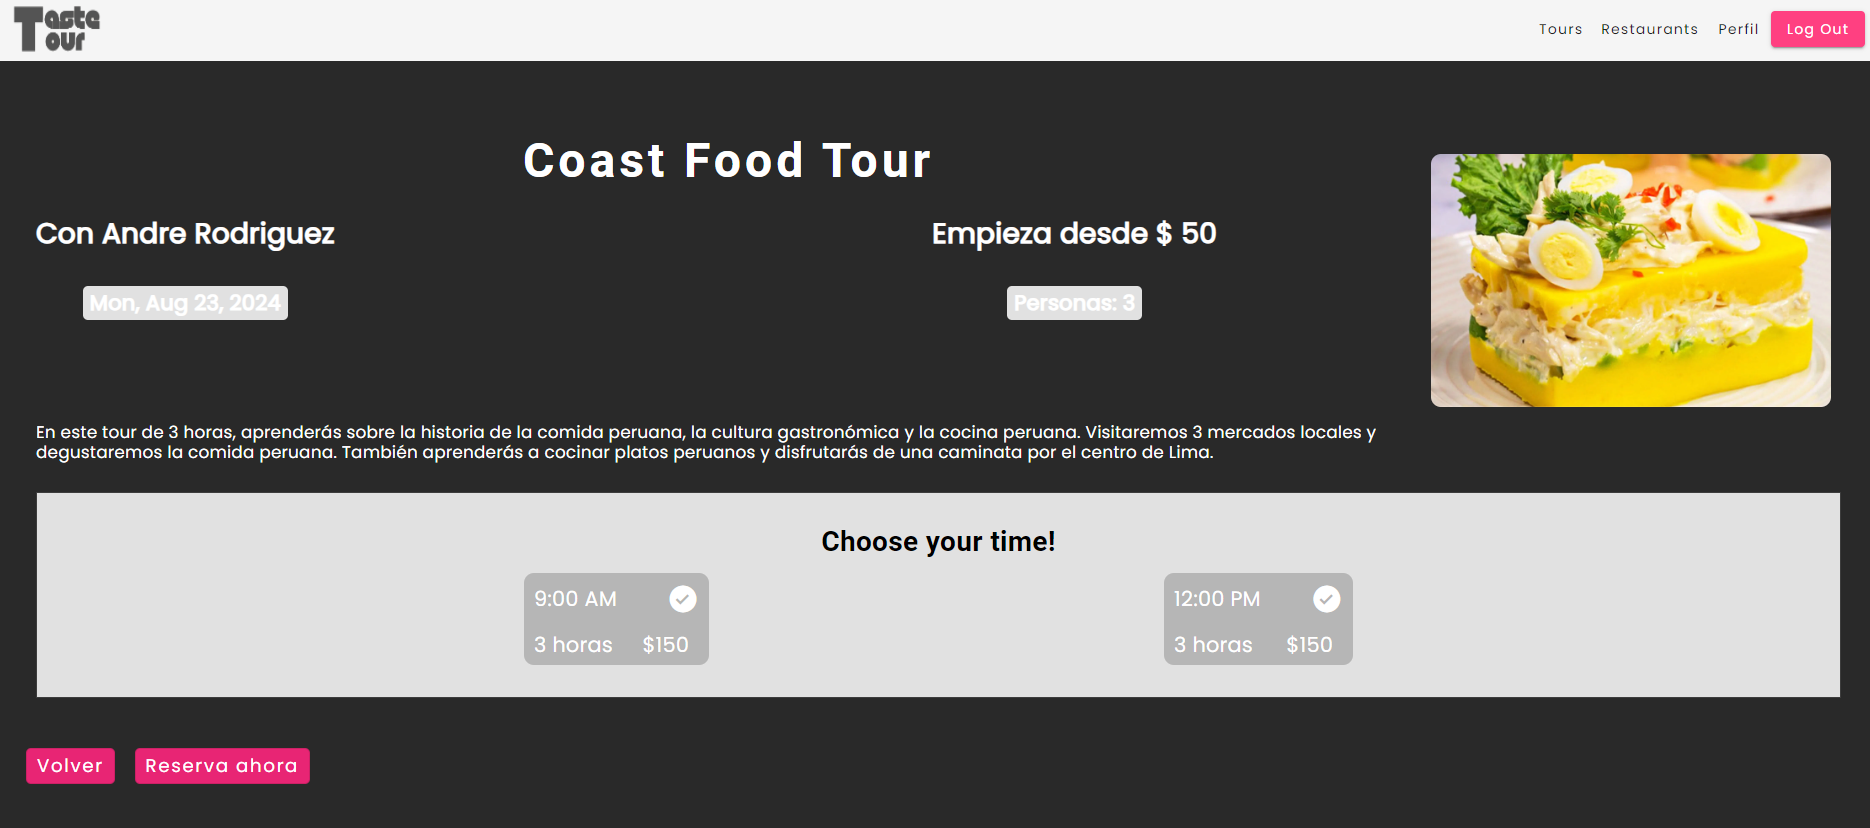 Taste
Tour
Tours
Restaurants
Perfil
Log Out
Coast Food Tour
Con Andre Rodriguez
Empieza desde $ 50
Mon, Aug 23, 2024
Personas: 3
En este tour de 3 horas, aprenderás sobre la historia de la comida peruana, la cultura gastronómica y la cocina peruana. Visitaremos 3 mercados locales y
degustaremos la comida peruana. También aprenderás a cocinar platos peruanos y disfrutarás de una caminata por el centro de Lima.
Choose your time!
9:00 AM
3 horas $150
12:00 PM
3 horas $150
Volver
Reserva ahora